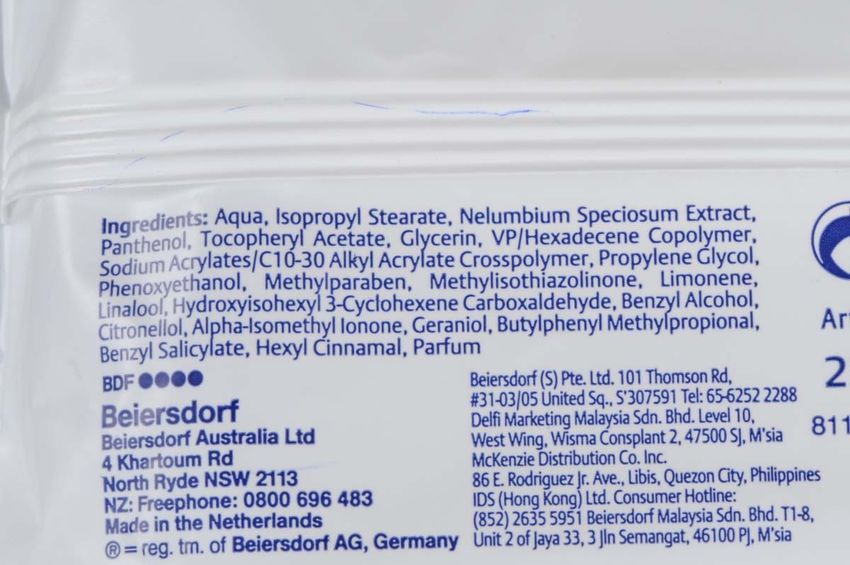 Ingredients: Aqua, Isopropyl Stearate, Nelumbium Speciosum Extract,
Panthenol, Tocopheryl Acetate, Glycerin, VP/Hexadecene Copolymer,
Sodium Acrylates/C10-30 Alkyl Acrylate Crosspolymer, Propylene Glycol,
Phenoxyethanol, Methylparaben, Methylisothiazolinone, Limonene,
Linalool, Hydroxyisohexyl 3-Cyclohexene Carboxaldehyde, Benzyl Alcohol,
Citronellol, Alpha-Isomethyl Ionone, Geraniol, Butylphenyl Methylpropional,
Benzyl Salicylate, Hexyl Cinnamal, Parfum
BDF ●●●●
Beiersdorf
Beiersdorf Australia Ltd
4 Khartoum Rd
North Ryde NSW 2113
NZ: Freephone: 0800 696 483
Made in the Netherlands
® = reg. tm. of Beiersdorf AG, Germany
Beiersdorf (S) Pte. Ltd. 101 Thomson Rd,
#31-03/05 United Sq., S'307591 Tel: 65-6252 2288
Delfi Marketing Malaysia Sdn. Bhd. Level 10,
West Wing, Wisma Consplant 2, 47500 SJ, M'sia
McKenzie Distribution Co. Inc.
86 E. Rodriguez Jr. Ave., Libis, Quezon City, Philippines
IDS (Hong Kong) Ltd. Consumer Hotline:
(852) 2635 5951 Beiersdorf Malaysia Sdn. Bhd. T1-8,
Unit 2 of Jaya 33, 3 Jln Semangat, 46100 PJ, M'sia
Ar
2
811